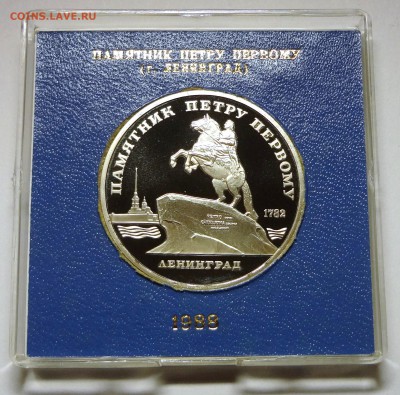 COINS.LAVE.RU
ПАМЯТНИК ПЕТРУ ПЕРВОМУ
(г. ЛЕНИНГРАД)
ПАМЯТНИК ПЕТРУ ПЕРВОМУ
1782
ЛЕНИНГРАД
1988